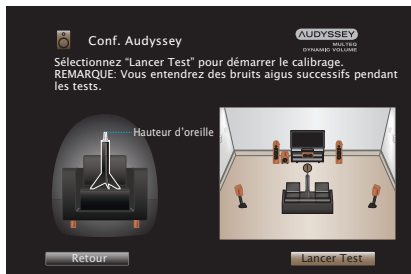 Conf. Audyssey
AUDYSSEY
MULTEQ
DYNAMIC VOLUME
Sélectionnez “Lancer Test” pour démarrer le calibrage.
REMARQUE: Vous entendrez des bruits aigus successifs pendant
les tests.
Hauteur d’oreille
Retour
Lancer Test